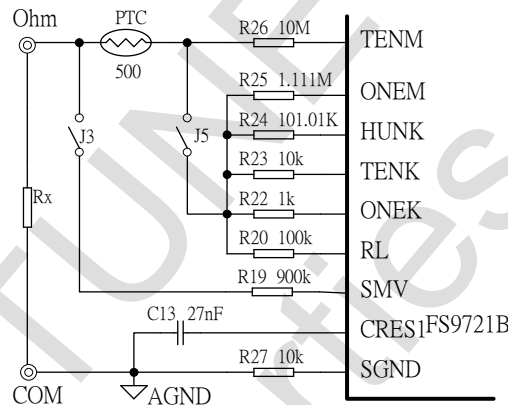 Ohm
PTC
500
R26 10M
TENM
R25 1.111M
ONEM
R24 101.01K
HUNK
J3
J5
R23 10k
TENK
Rx
R22 1k
ONEK
R20 100k
RL
R19 900k
SMV
C13 27nF
CRES1
FS9721B
R27 10k
SGND
COM
AGND
TUNE
rties